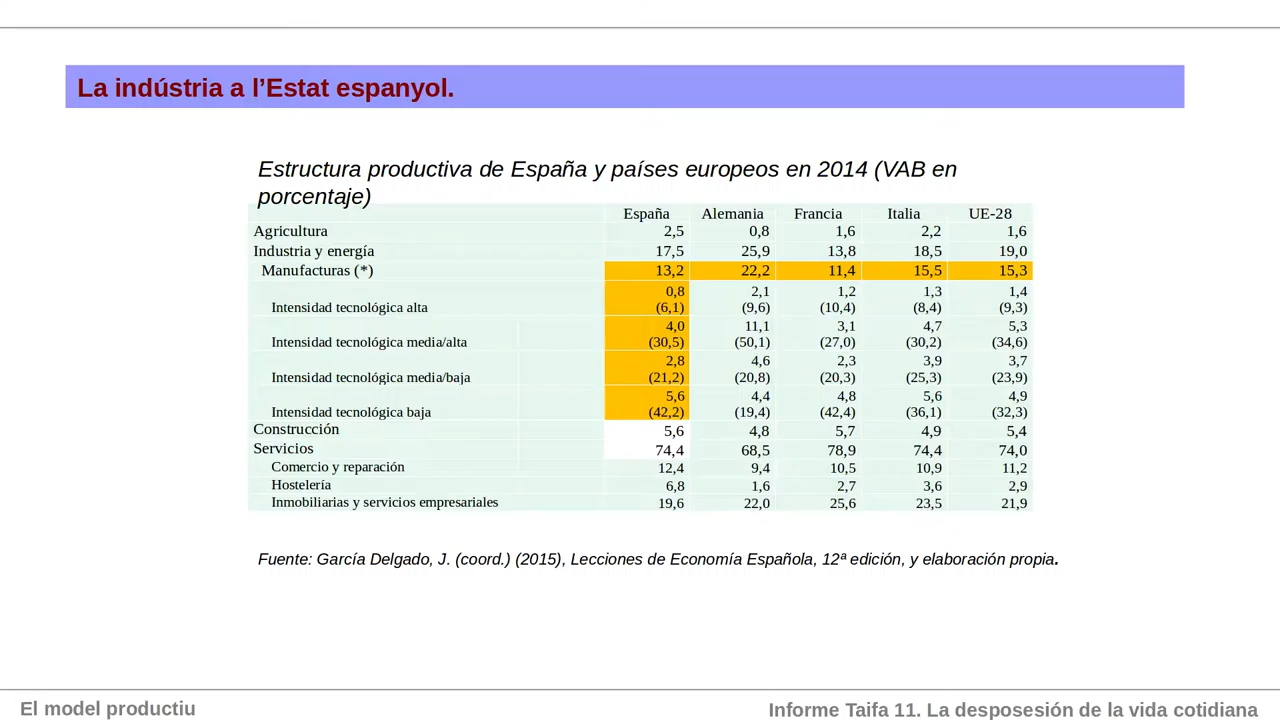 La indústria a l’Estat espanyol.
Estructura productiva de España y países europeos en 2014 (VAB en
porcentaje)
España Alemania Francia Italia UE-28
Agricultura 2,5 0,8 1,6 2,2 1,6
Industria y energía 17,5 25,9 13,8 18,5 19,0
Manufacturas (*) 13,2 22,2 11,4 15,5 15,3
0,8 2,1 1,2 1,3 1,4
Intensidad tecnológica alta (6,1) (9,6) (10,4) (8,4) (9,3)
4,0 11,1 3,1 4,7 5,3
Intensidad tecnológica media/alta (30,5) (50,1) (27,0) (30,2) (34,6)
2,8 4,6 2,3 3,9 3,7
Intensidad tecnológica media/baja (21,2) (20,8) (20,3) (25,3) (23,9)
5,6 4,4 4,8 5,6 4,9
Intensidad tecnológica baja (42,2) (19,4) (42,4) (36,1) (32,3)
Construcción 5,6 4,8 5,7 4,9 5,4
Servicios 74,4 68,5 78,9 74,4 74,0
Comercio y reparación 12,4 9,4 10,5 10,9 11,2
Hostelería 6,8 1,6 2,7 3,6 2,9
Inmobiliarias y servicios empresariales 19,6 22,0 25,6 23,5 21,9
Fuente: García Delgado, J. (coord.) (2015), Lecciones de Economía Española, 12ª edición, y elaboración propia.
El model productiu
Informe Taifa 11. La desposesión de la vida cotidiana